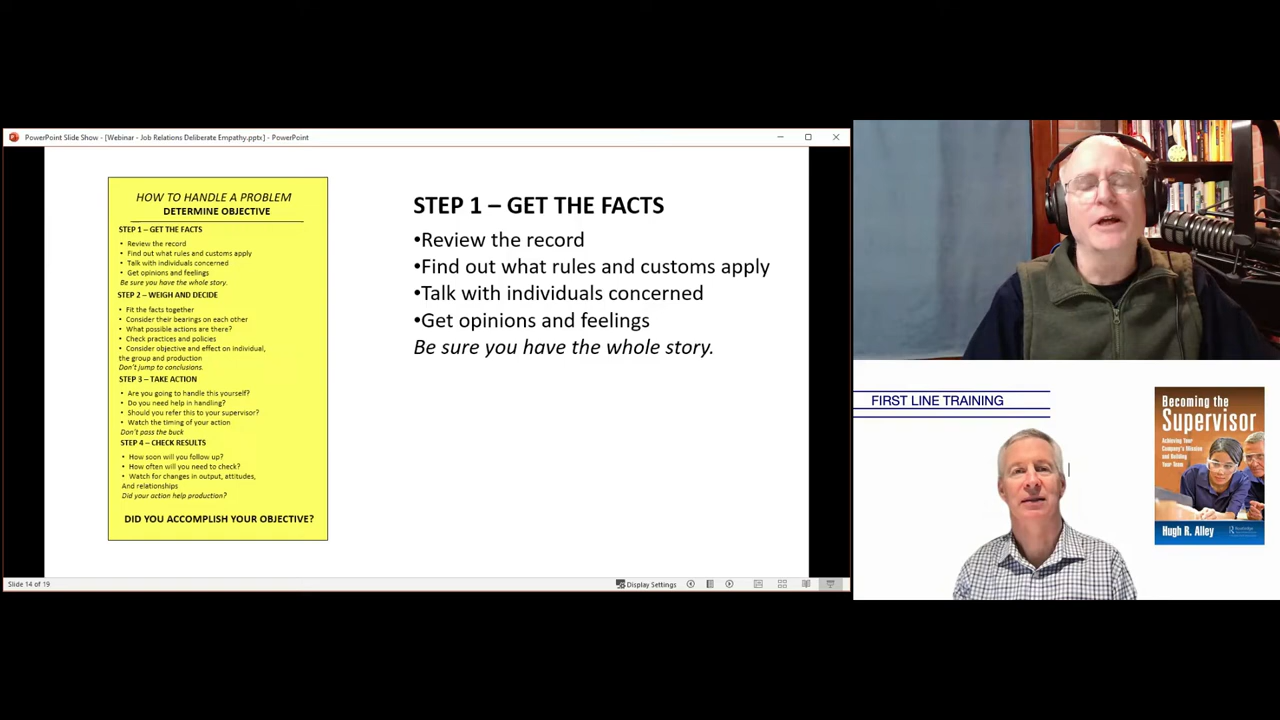 PowerPoint Slide Show - [Webinar - Job Relations Deliberate Empathy.pptx] - PowerPoint
HOW TO HANDLE A PROBLEM
DETERMINE OBJECTIVE
STEP 1 – GET THE FACTS
• Review the record
• Find out what rules and customs apply
• Talk with individuals concerned
• Get opinions and feelings
Be sure you have the whole story.
STEP 2 – WEIGH AND DECIDE
• Fit the facts together
• Consider their bearings on each other
• What possible actions are there?
• Check practices and policies
• Consider objective and effect on individual,
the group and production
Don't jump to conclusions.
STEP 3 – TAKE ACTION
• Are you going to handle this yourself?
• Do you need help in handling?
• Should you refer this to your supervisor?
• Watch the timing of your action
Don't pass the buck
STEP 4 – CHECK RESULTS
• How soon will you follow up?
• How often will you need to check?
• Watch for changes in output, attitudes,
And relationships
Did your action help production?
DID YOU ACCOMPLISH YOUR OBJECTIVE?
STEP 1 – GET THE FACTS
•Review the record
•Find out what rules and customs apply
•Talk with individuals concerned
•Get opinions and feelings
Be sure you have the whole story.
Slide 14 of 19
Display Settings
FIRST LINE TRAINING
Becoming the
Supervisor
Achieving Your
Company's Mission
and Building
Your Team
Hugh R. Alley
Routledge